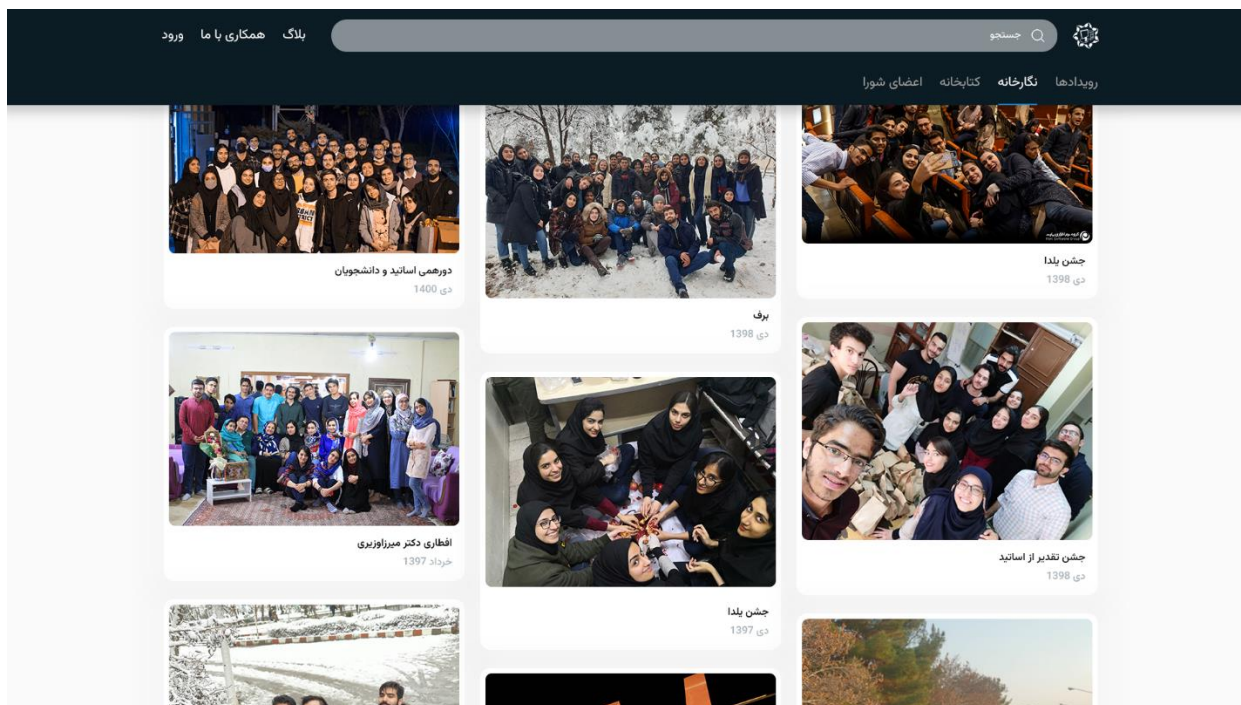 جستجو
بلاگ
همکاری با ما
ورود
رویدادها
نگارخانه
کتابخانه
اعضای شورا
جشن یلدا
دی 1398
برف
دی 1398
دورهمی اساتید و دانشجویان
دی 1400
جشن تقدیر از اساتید
دی 1398
جشن یلدا
دی 1397
افطاری دکتر میرزاوزیری
خرداد 1397